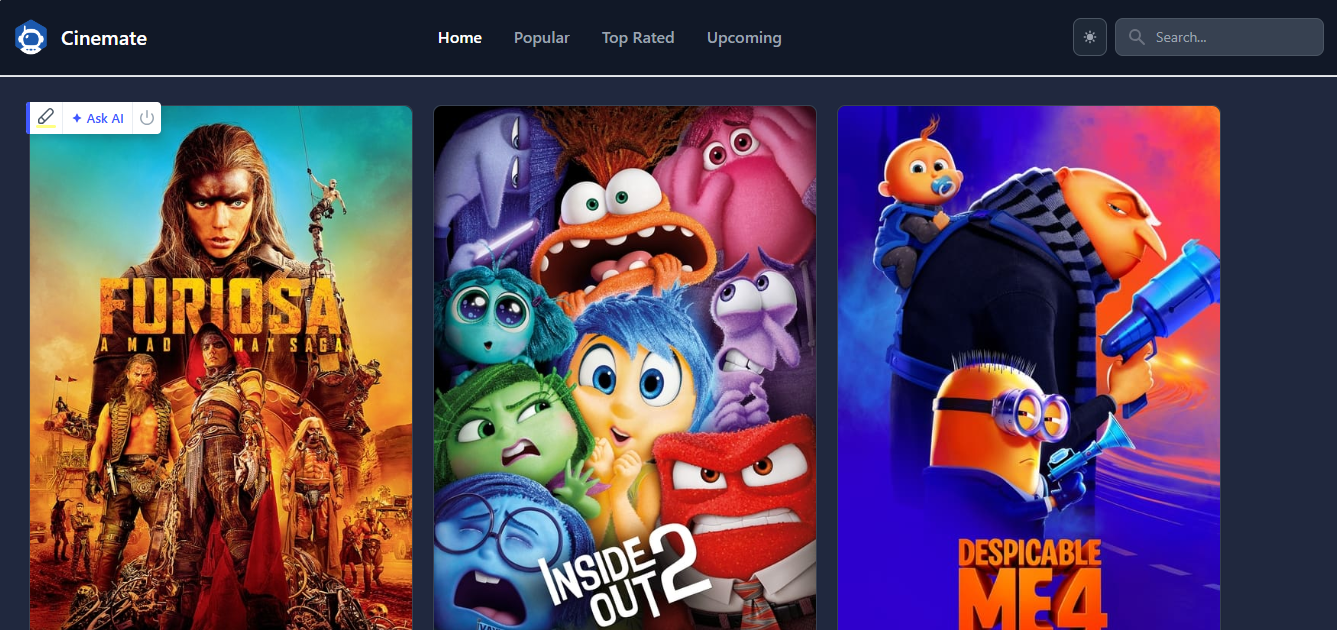 Cinemate
Home
Popular
Top Rated
Upcoming
Search...
Ask AI
FURIOSA
A MAD MAX SAGA
INSIDE
OUT 2
DESPICABLE
ME 4